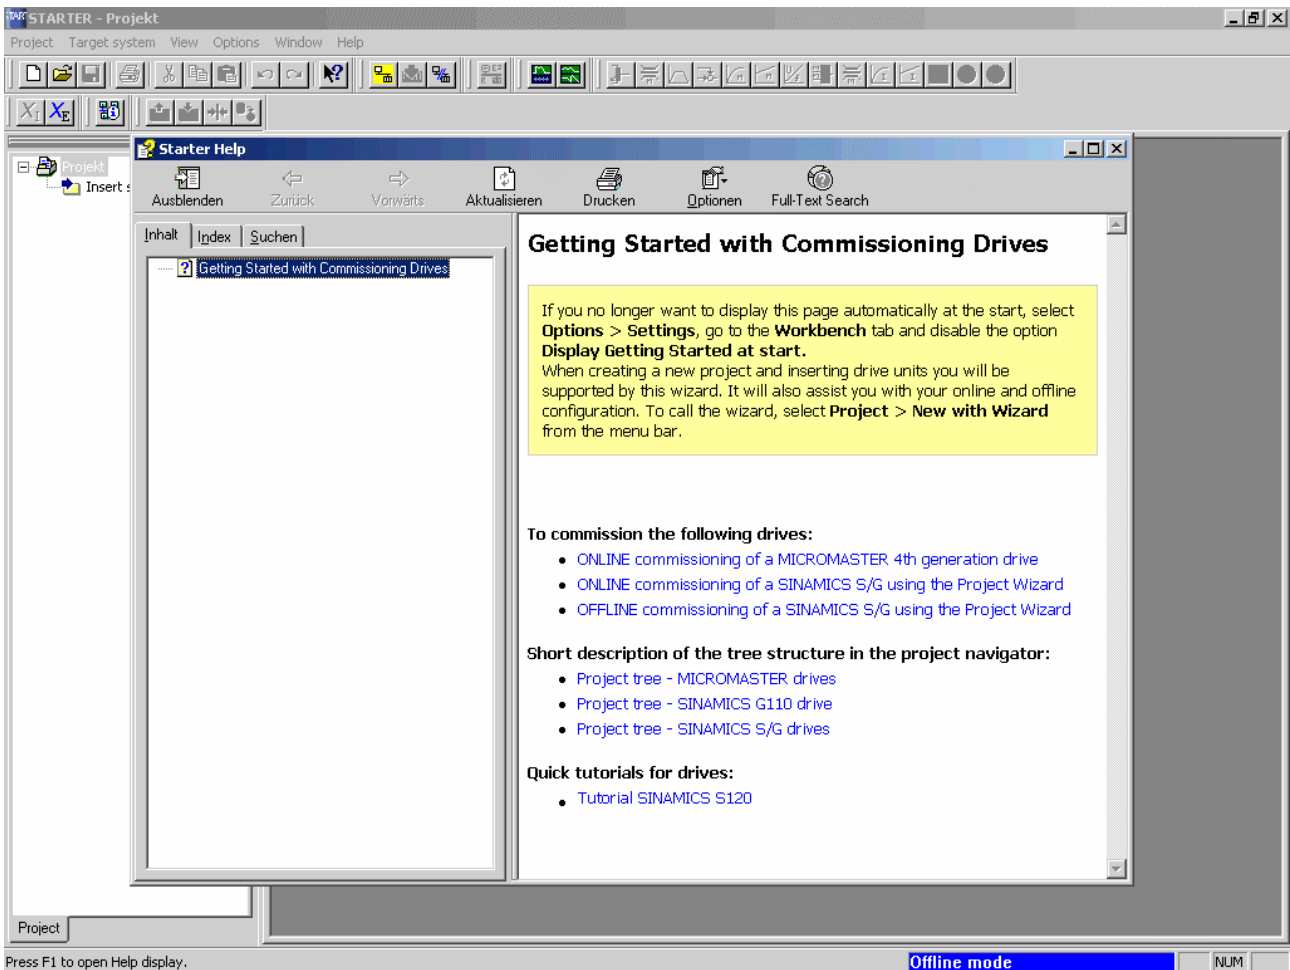 STARTER - Projekt
Project Target system View Options Window Help
Projekt
Insert s
Starter Help
Ausblenden Zurück Vorwärts Aktualisieren Drucken Optionen Full-Text Search
Inhalt Index Suchen
Getting Started with Commissioning Drives
Getting Started with Commissioning Drives
If you no longer want to display this page automatically at the start, select
Options > Settings, go to the Workbench tab and disable the option
Display Getting Started at start.
When creating a new project and inserting drive units you will be
supported by this wizard. It will also assist you with your online and offline
configuration. To call the wizard, select Project > New with Wizard
from the menu bar.
To commission the following drives:
• ONLINE commissioning of a MICROMASTER 4th generation drive
• ONLINE commissioning of a SINAMICS S/G using the Project Wizard
• OFFLINE commissioning of a SINAMICS S/G using the Project Wizard
Short description of the tree structure in the project navigator:
• Project tree - MICROMASTER drives
• Project tree - SINAMICS G110 drive
• Project tree - SINAMICS S/G drives
Quick tutorials for drives:
• Tutorial SINAMICS S120
Project
Press F1 to open Help display.
Offline mode
NUM